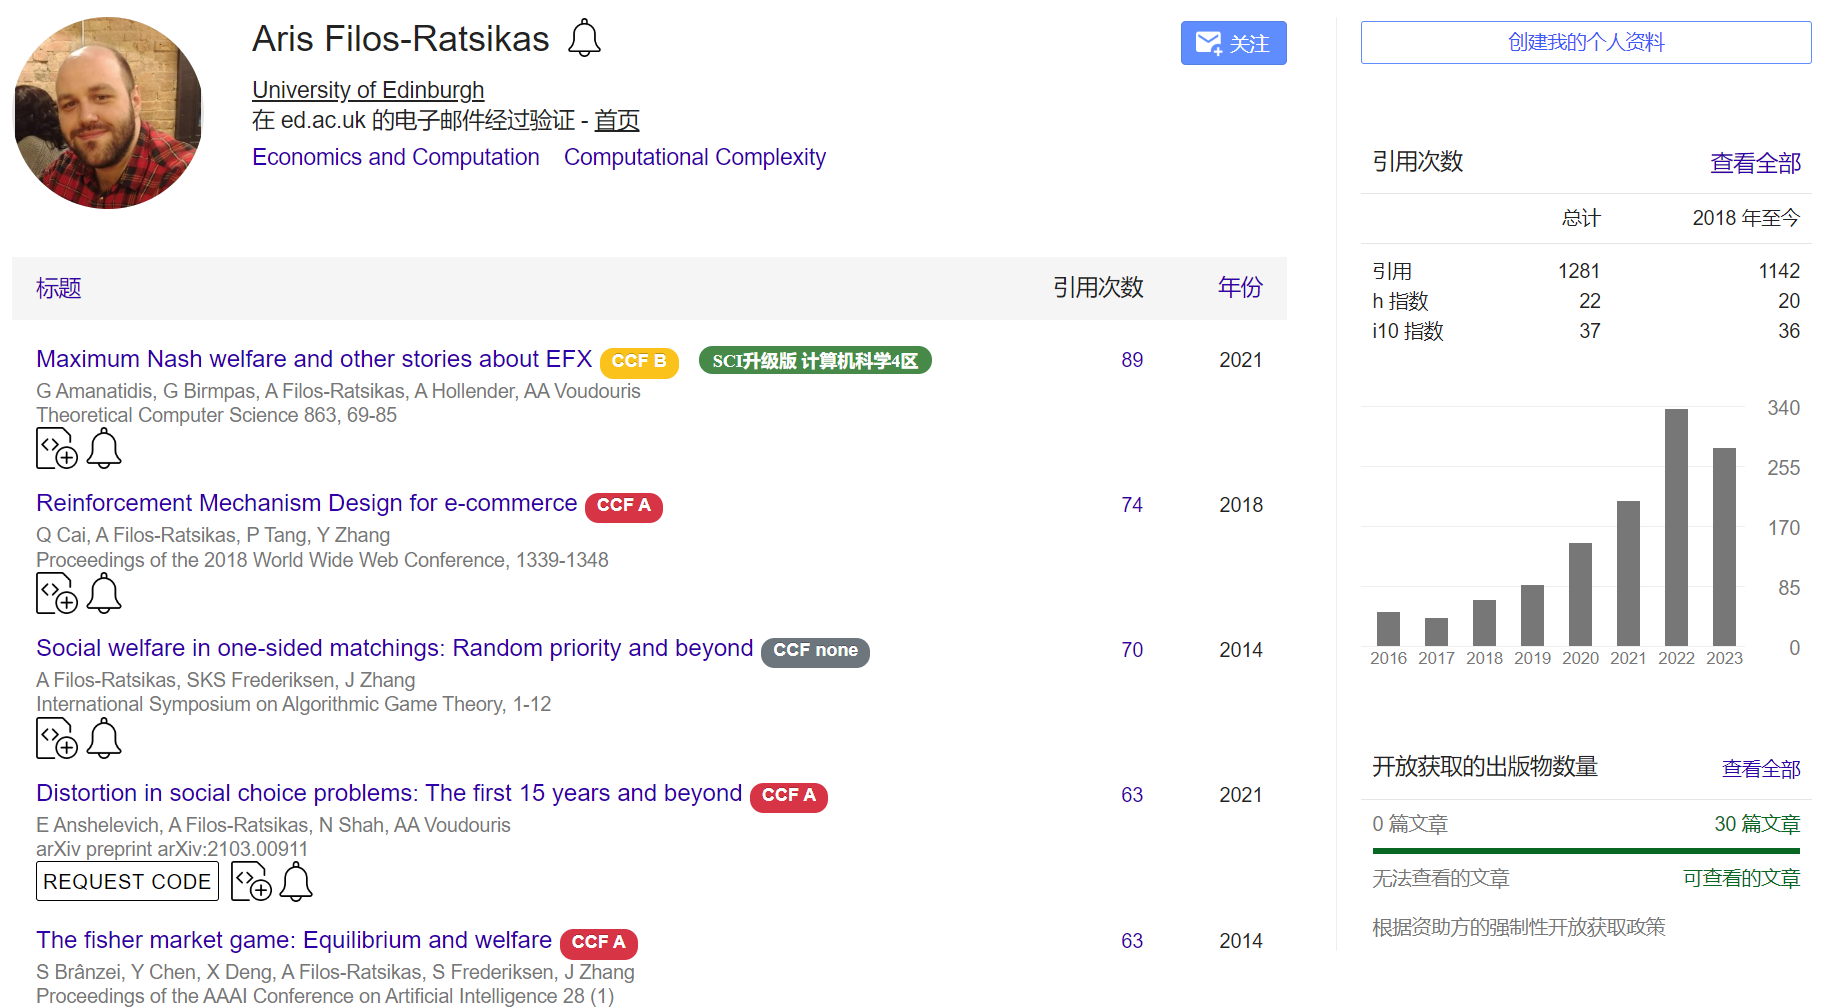 Aris Filos-Ratsikas
关注
University of Edinburgh
在 ed.ac.uk 的电子邮件经过验证 - 首页
Economics and Computation Computational Complexity
标题 引用次数 年份
Maximum Nash welfare and other stories about EFX CCF B SCI升级版 计算机科学4区 89 2021
G Amanatidis, G Birmpas, A Filos-Ratsikas, A Hollender, AA Voudouris
Theoretical Computer Science 863, 69-85
Reinforcement Mechanism Design for e-commerce CCF A 74 2018
Q Cai, A Filos-Ratsikas, P Tang, Y Zhang
Proceedings of the 2018 World Wide Web Conference, 1339-1348
Social welfare in one-sided matchings: Random priority and beyond CCF none 70 2014
A Filos-Ratsikas, SKS Frederiksen, J Zhang
International Symposium on Algorithmic Game Theory, 1-12
Distortion in social choice problems: The first 15 years and beyond CCF A 63 2021
E Anshelevich, A Filos-Ratsikas, N Shah, AA Voudouris
arXiv preprint arXiv:2103.00911
REQUEST CODE
The fisher market game: Equilibrium and welfare CCF A 63 2014
S Brânzei, Y Chen, X Deng, A Filos-Ratsikas, S Frederiksen, J Zhang
Proceedings of the AAAI Conference on Artificial Intelligence 28 (1)
创建我的个人资料
引用次数 查看全部
总计 2018 年至今
引用 1281 1142
h 指数 22 20
i10 指数 37 36
340
255
170
85
0
2016 2017 2018 2019 2020 2021 2022 2023
开放获取的出版物数量 查看全部
0 篇文章 30 篇文章
无法查看的文章 可查看的文章
根据资助方的强制性开放获取政策